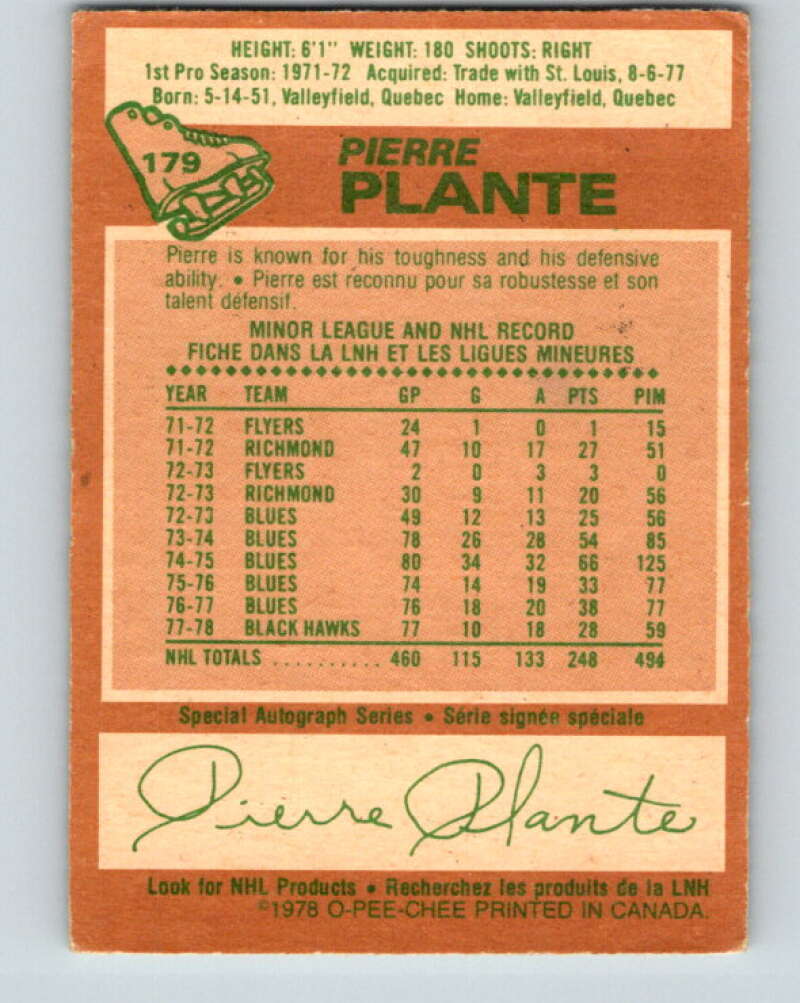 HEIGHT: 6'1" WEIGHT: 180 SHOOTS: RIGHT
1st Pro Season: 1971-72 Acquired: Trade with St. Louis, 8-6-77
Born: 5-14-51, Valleyfield, Quebec Home: Valleyfield, Quebec
179
PIERRE
PLANTE
Pierre is known for his toughness and his defensive
ability. • Pierre est reconnu pour sa robustesse et son
talent défensif.
MINOR LEAGUE AND NHL RECORD
FICHE DANS LA LNH ET LES LIGUES MINEURES
YEAR TEAM GP G A PTS PIM
71-72 FLYERS 24 1 0 1 15
71-72 RICHMOND 47 10 17 27 51
72-73 FLYERS 2 0 3 3 0
72-73 RICHMOND 30 9 11 20 56
72-73 BLUES 49 12 13 25 56
73-74 BLUES 78 26 28 54 85
74-75 BLUES 80 34 32 66 125
75-76 BLUES 74 14 19 33 77
76-77 BLUES 76 18 20 38 77
77-78 BLACK HAWKS 77 10 18 28 59
NHL TOTALS .......... 460 115 133 248 494
Special Autograph Series • Série signée spéciale
Pierre Plante
Look for NHL Products • Recherchez les produits de la LNH
©1978 O-PEE-CHEE PRINTED IN CANADA.